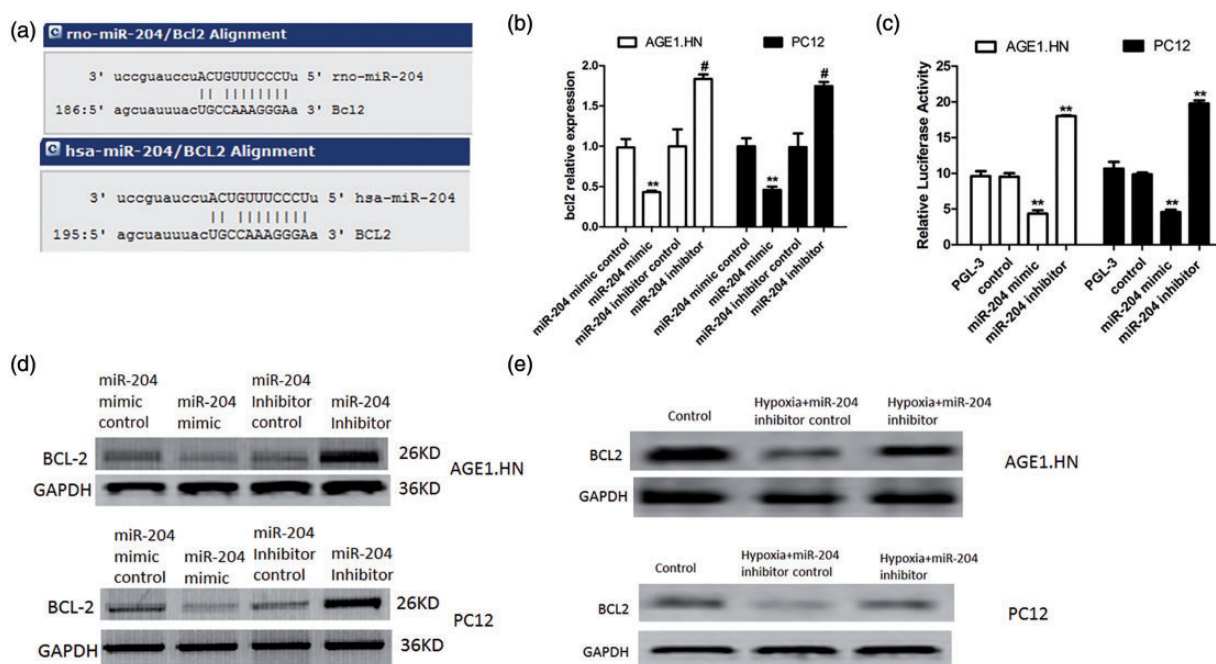 (a)
rno-miR-204/Bcl2 Alignment
3' uccguauccuACUGUUUCCCUu 5' rno-miR-204
|| |||||||||
186:5' agcuauuuacUGCCAAAGGGAa 3' Bcl2
hsa-miR-204/BCL2 Alignment
3' uccguauccuACUGUUUCCCUu 5' hsa-miR-204
|| ||||||||
195:5' agcuauuuacUGCCAAAGGGAa 3' BCL2
(b)
AGE1.HN PC12
bcl2 relative expression
2.0
1.5
1.0
0.5
0.0
** # ** #
miR-204 mimic control
miR-204 mimic
miR-204 inhibitor control
miR-204 inhibitor
miR-204 mimic control
miR-204 mimic
miR-204 inhibitor control
miR-204 inhibitor
(c)
AGE1.HN PC12
Relative Luciferase Activity
25
20
15
10
5
0
** ** ** **
PGL-3
control
miR-204 mimic
miR-204 inhibitor
PGL-3
control
miR-204 mimic
miR-204 inhibitor
(d)
miR-204 mimic control
miR-204 mimic
miR-204 Inhibitor control
miR-204 Inhibitor
BCL-2 26KD
AGE1.HN
GAPDH 36KD
miR-204 mimic control
miR-204 mimic
miR-204 Inhibitor control
miR-204 Inhibitor
BCL-2 26KD
PC12
GAPDH 36KD
(e)
Control
Hypoxia+miR-204 inhibitor control
Hypoxia+miR-204 inhibitor
BCL2
AGE1.HN
GAPDH
Control
Hypoxia+miR-204 inhibitor control
Hypoxia+miR-204 inhibitor
BCL2
PC12
GAPDH